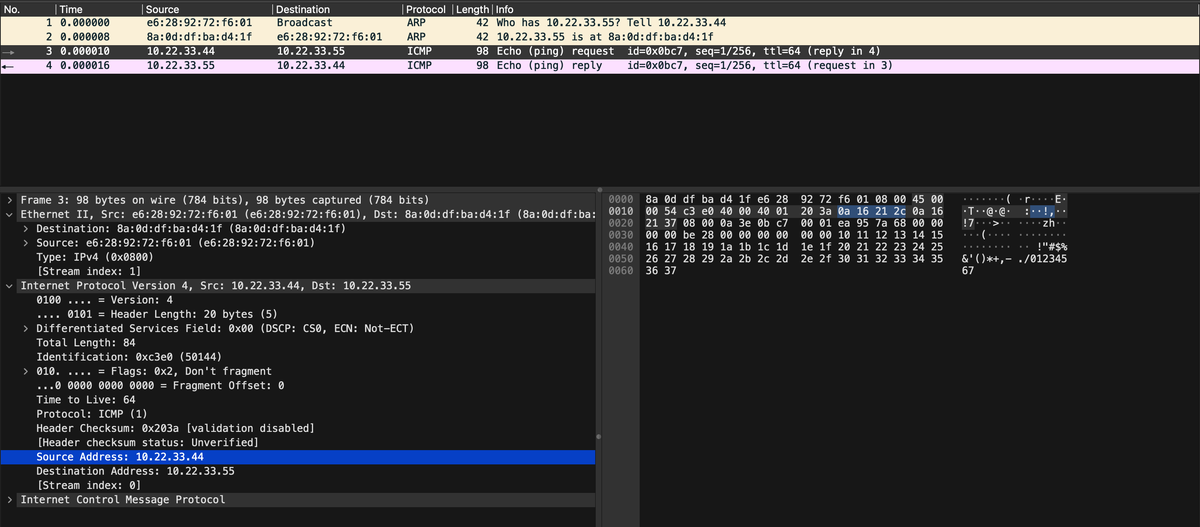 No. Time Source Destination Protocol Length Info
1 0.000000 e6:28:92:72:f6:01 Broadcast ARP 42 Who has 10.22.33.55? Tell 10.22.33.44
2 0.000008 8a:0d:df:ba:d4:1f e6:28:92:72:f6:01 ARP 42 10.22.33.55 is at 8a:0d:df:ba:d4:1f
3 0.000010 10.22.33.44 10.22.33.55 ICMP 98 Echo (ping) request id=0x0bc7, seq=1/256, ttl=64 (reply in 4)
4 0.000016 10.22.33.55 10.22.33.44 ICMP 98 Echo (ping) reply id=0x0bc7, seq=1/256, ttl=64 (request in 3)
Frame 3: 98 bytes on wire (784 bits), 98 bytes captured (784 bits)
Ethernet II, Src: e6:28:92:72:f6:01 (e6:28:92:72:f6:01), Dst: 8a:0d:df:ba:d4:1f (8a:0d:df:ba:
Destination: 8a:0d:df:ba:d4:1f (8a:0d:df:ba:d4:1f)
Source: e6:28:92:72:f6:01 (e6:28:92:72:f6:01)
Type: IPv4 (0x0800)
[Stream index: 1]
Internet Protocol Version 4, Src: 10.22.33.44, Dst: 10.22.33.55
0100 .... = Version: 4
.... 0101 = Header Length: 20 bytes (5)
Differentiated Services Field: 0x00 (DSCP: CS0, ECN: Not-ECT)
Total Length: 84
Identification: 0xc3e0 (50144)
010. .... = Flags: 0x2, Don't fragment
...0 0000 0000 0000 = Fragment Offset: 0
Time to Live: 64
Protocol: ICMP (1)
Header Checksum: 0x203a [validation disabled]
[Header checksum status: Unverified]
Source Address: 10.22.33.44
Destination Address: 10.22.33.55
[Stream index: 0]
Internet Control Message Protocol
0000 8a 0d df ba d4 1f e6 28 92 72 f6 01 08 00 45 00 ·······( ·r····E·
0010 00 54 c3 e0 40 00 40 01 20 3a 0a 16 21 2c 0a 16 ·T··@·@· :··!,··
0020 21 37 08 00 0a 3e 0b c7 00 01 ea 95 7a 68 00 00 !7···>·· ····zh··
0030 00 00 be 28 00 00 00 00 00 00 10 11 12 13 14 15 ···(···· ········
0040 16 17 18 19 1a 1b 1c 1d 1e 1f 20 21 22 23 24 25 ········ ·· !"#$%
0050 26 27 28 29 2a 2b 2c 2d 2e 2f 30 31 32 33 34 35 &'()*+,- ./012345
0060 36 37 67